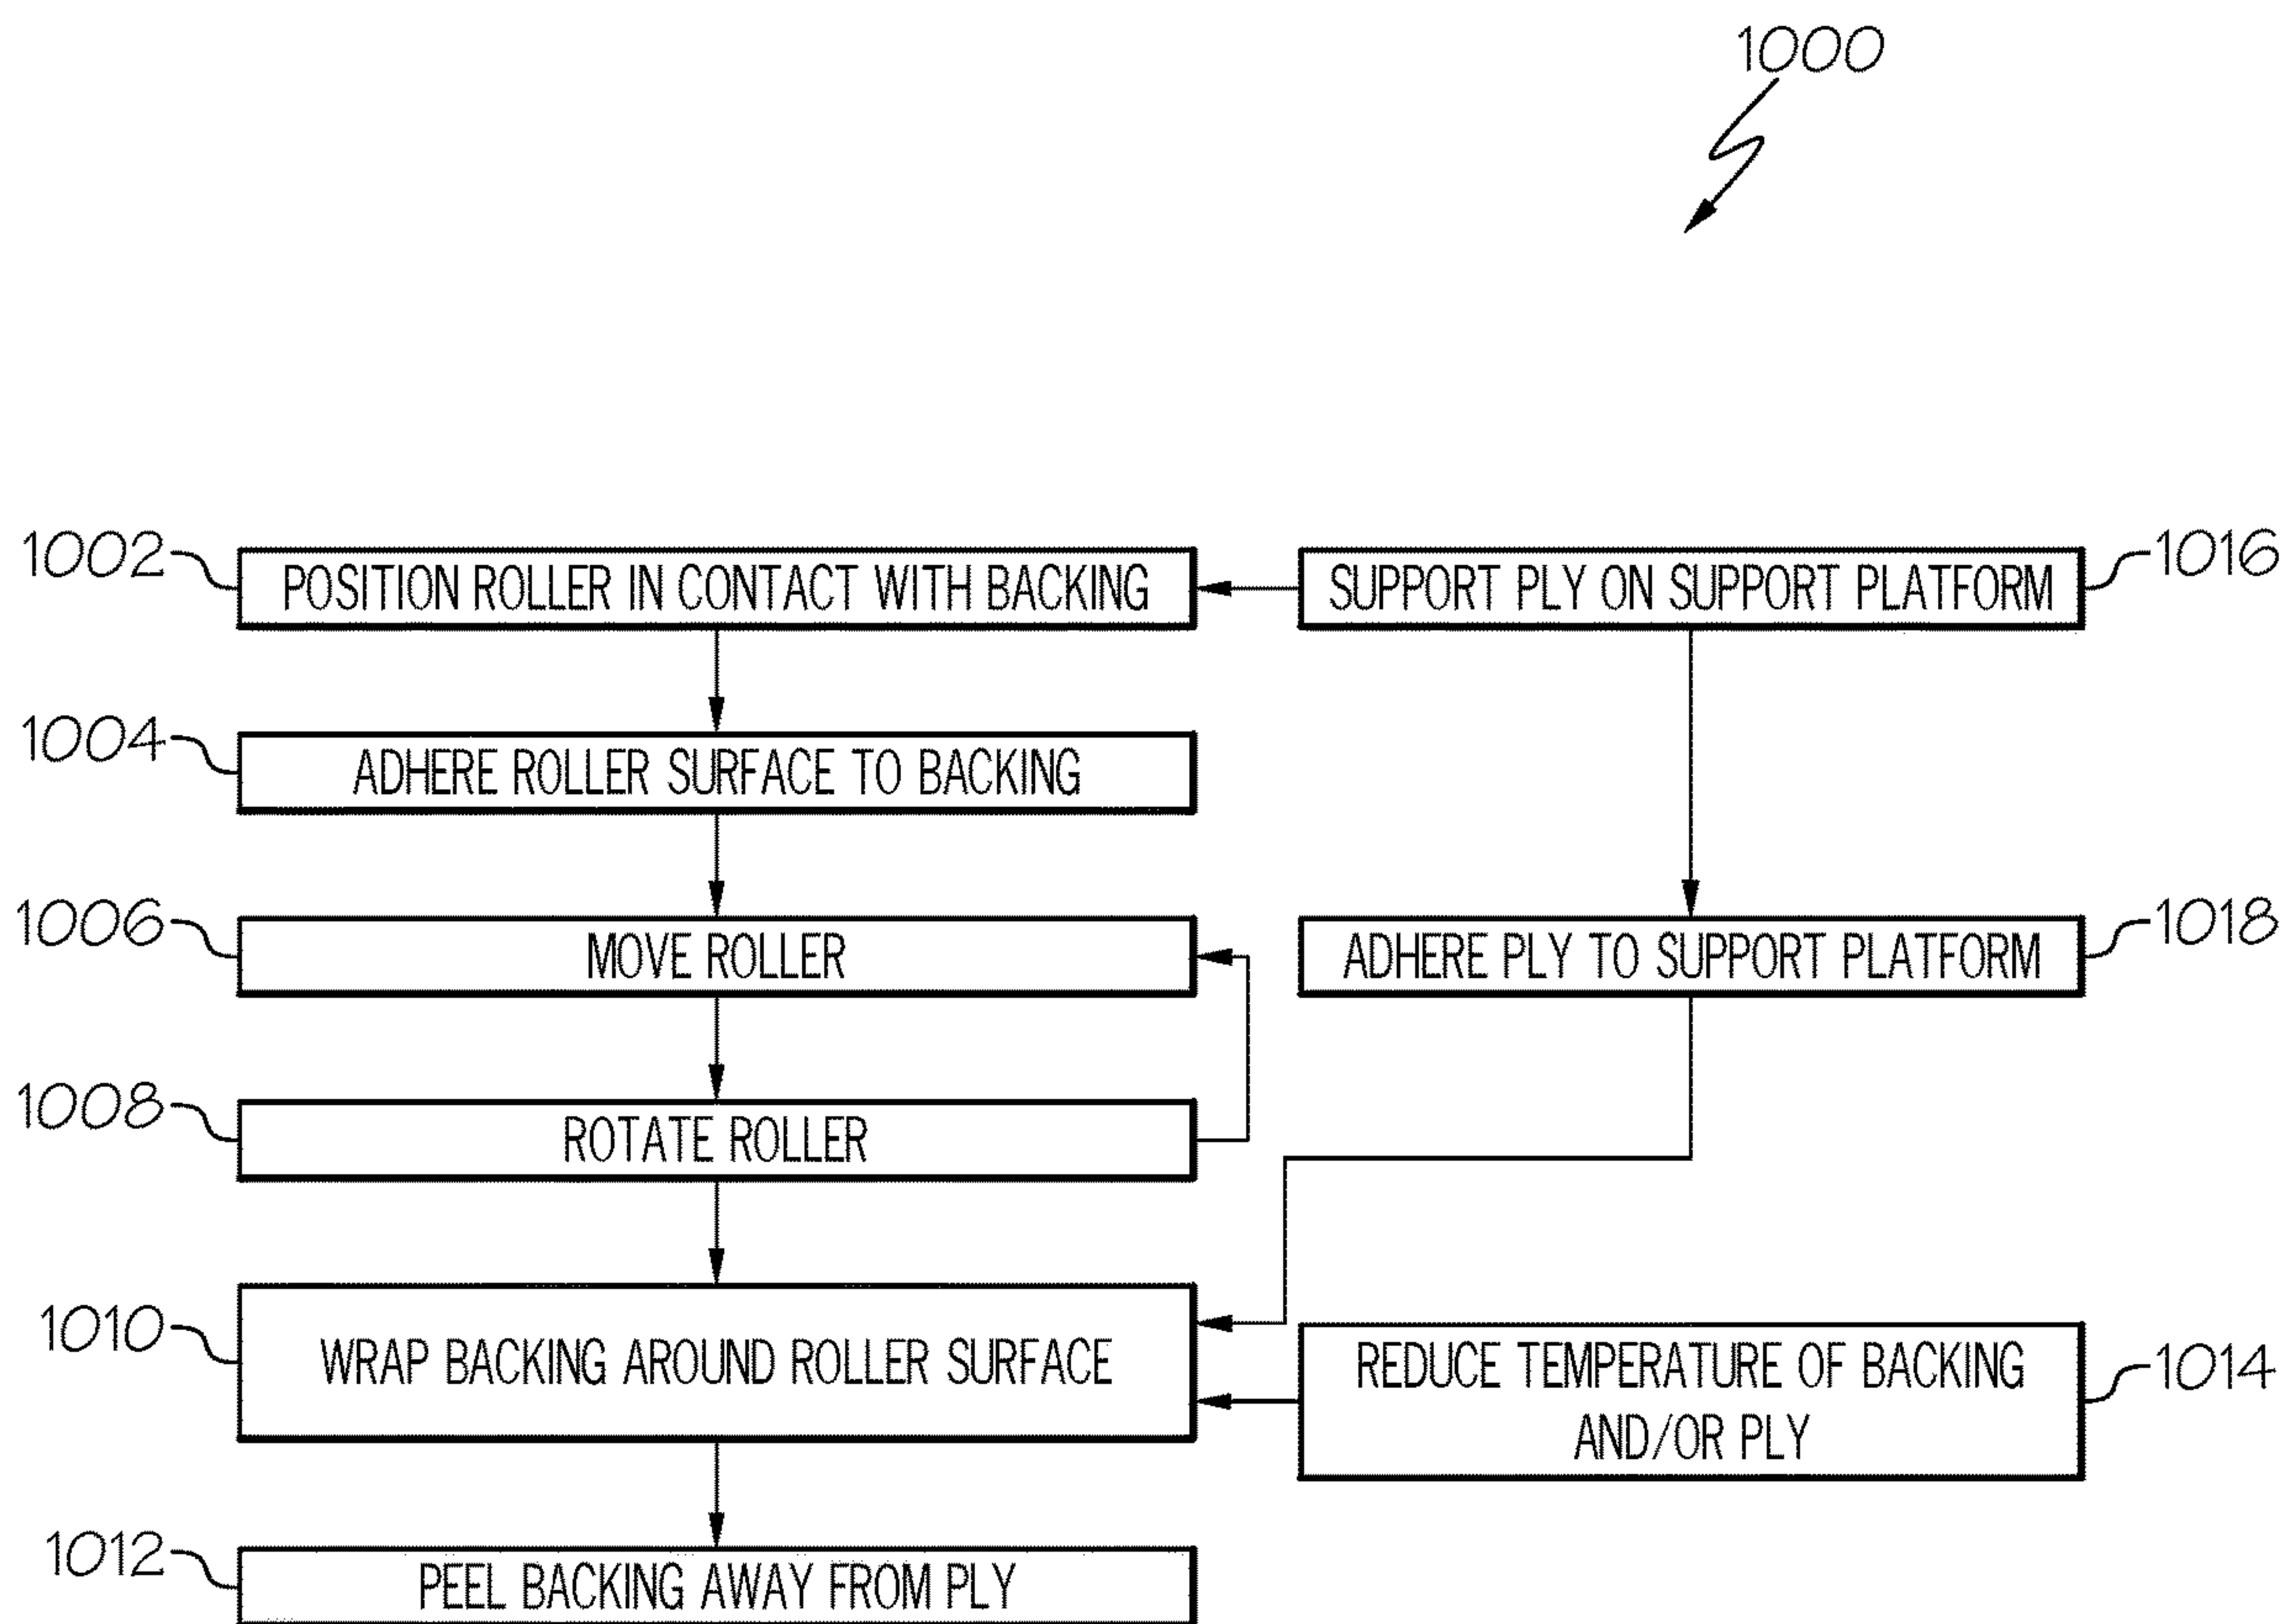 1000
1002
POSITION ROLLER IN CONTACT WITH BACKING
SUPPORT PLY ON SUPPORT PLATFORM
1016
1004
ADHERE ROLLER SURFACE TO BACKING
1006
MOVE ROLLER
ADHERE PLY TO SUPPORT PLATFORM
1018
1008
ROTATE ROLLER
1010
WRAP BACKING AROUND ROLLER SURFACE
REDUCE TEMPERATURE OF BACKING
AND/OR PLY
1014
1012
PEEL BACKING AWAY FROM PLY